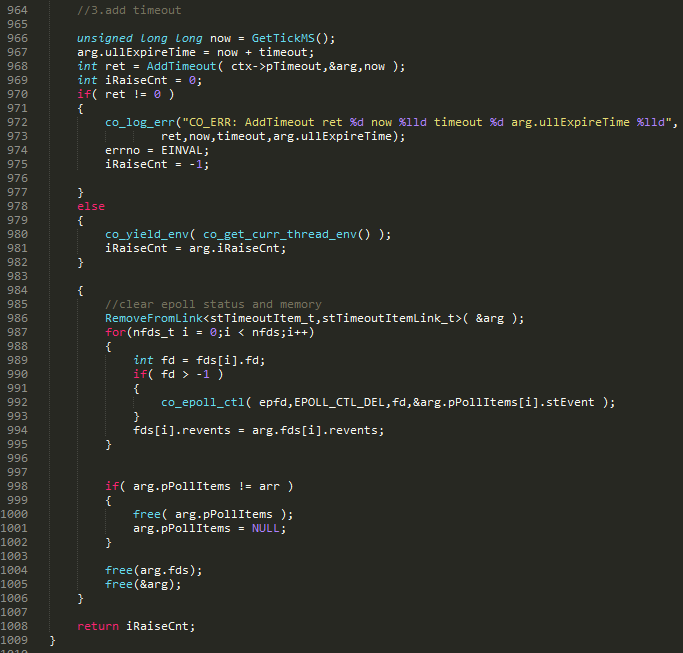 964 //3.add timeout
965
966 unsigned long long now = GetTickMS();
967 arg.ullExpireTime = now + timeout;
968 int ret = AddTimeout( ctx->pTimeout,&arg,now );
969 int iRaiseCnt = 0;
970 if( ret != 0 )
971 {
972 co_log_err("CO_ERR: AddTimeout ret %d now %lld timeout %d arg.ullExpireTime %lld",
973 ret,now,timeout,arg.ullExpireTime);
974 errno = EINVAL;
975 iRaiseCnt = -1;
976
977 }
978 else
979 {
980 co_yield_env( co_get_curr_thread_env() );
981 iRaiseCnt = arg.iRaiseCnt;
982 }
983
984 {
985 //clear epoll status and memory
986 RemoveFromLink<stTimeoutItem_t,stTimeoutItemLink_t>( &arg );
987 for(nfds_t i = 0;i < nfds;i++)
988 {
989 int fd = fds[i].fd;
990 if( fd > -1 )
991 {
992 co_epoll_ctl( epfd,EPOLL_CTL_DEL,fd,&arg.pPollItems[i].stEvent );
993 }
994 fds[i].revents = arg.fds[i].revents;
995 }
996
997
998 if( arg.pPollItems != arr )
999 {
1000 free( arg.pPollItems );
1001 arg.pPollItems = NULL;
1002 }
1003
1004 free(arg.fds);
1005 free(&arg);
1006 }
1007
1008 return iRaiseCnt;
1009 }